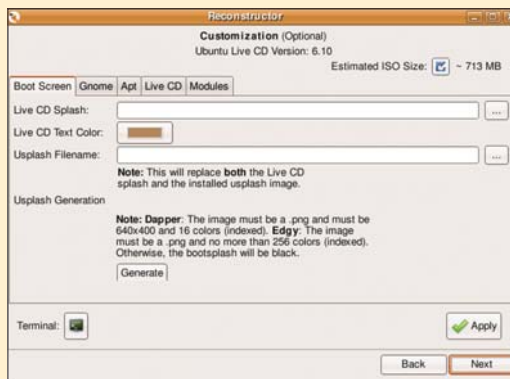 Reconstructor
Customization (Optional)
Ubuntu Live CD Version: 6.10
Estimated ISO Size: ~ 713 MB
Boot Screen Gnome Apt Live CD Modules
Live CD Splash: ...
Live CD Text Color:
Usplash Filename: ...
Note: This will replace both the Live CD
splash and the installed usplash image.
Usplash Generation
Note: Dapper: The image must be a .png and must be
640x400 and 16 colors (indexed). Edgy: The image
must be a .png and no more than 256 colors (indexed).
Otherwise, the bootsplash will be black.
Generate
Terminal: Apply
Back Next